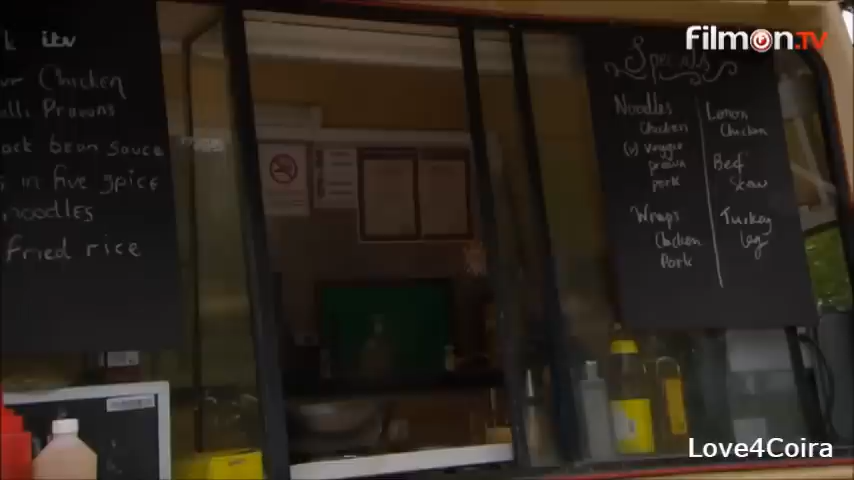 itv
FilmOn.TV
Chicken
Prawns
bean sauce
in five spice
noodles
fried rice
Specials
Noodles
Chicken
(v) veggie
prawn
pork
Wraps
Chicken
Pork
Lemon
Chicken
Beef
Stew
Turkey
leg
Love4Coira